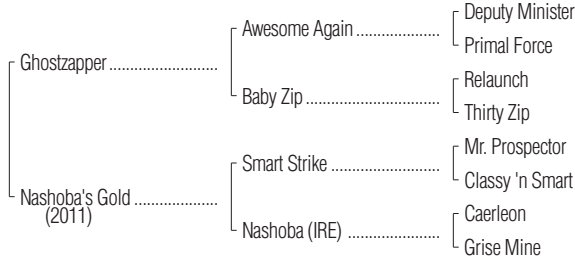 Deputy Minister
Awesome Again ....................
Primal Force
Ghostzapper ..........................
Relaunch
Baby Zip ................................
Thirty Zip
Mr. Prospector
Smart Strike ..........................
Classy 'n Smart
Nashoba's Gold ....................
(2011)
Caerleon
Nashoba (IRE) ......................
Grise Mine